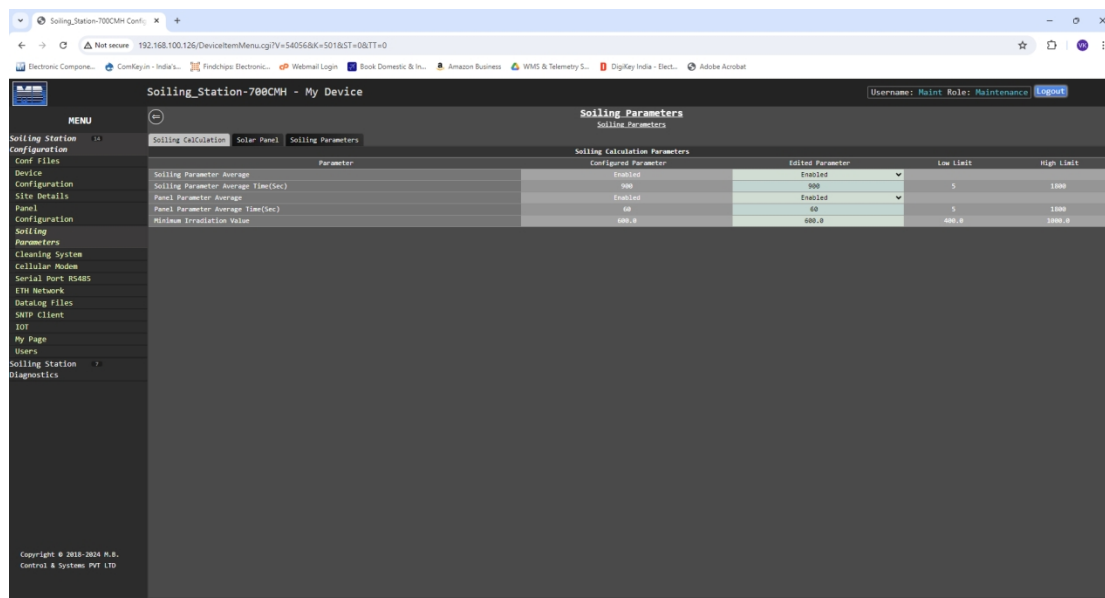 Soiling_Station-700CMH Config
Not secure 192.168.100.126/DeviceItemMenu.cgi?V=54056&K=501&ST=0&TT=0
VK
Electronic Compone... ComKey.in - India's... Findchips: Electronic... Webmail Login Book Domestic & In... Amazon Business WMS & Telemetry S... DigiKey India - Elect... Adobe Acrobat
Soiling_Station-700CMH - My Device
Username: Maint Role: Maintenance Logout
MENU
Soiling Station 14
Configuration
Conf Files
Device
Configuration
Site Details
Panel
Configuration
Soiling
Parameters
Cleaning System
Cellular Modem
Serial Port RS485
ETH Network
DataLog Files
SNTP Client
IOT
My Page
Users
Soiling Station 7
Diagnostics
Copyright © 2018-2024 M.B.
Control & Systems PVT LTD
Soiling Parameters
Soiling Parameters
Soiling CalCulation Solar Panel Soiling Parameters
Soiling Calculation Parameters
Parameter Configured Parameter Edited Parameter Low Limit High Limit
Soiling Parameter Average Enabled Enabled
Soiling Parameter Average Time(Sec) 900 900 5 1800
Panel Parameter Average Enabled Enabled
Panel Parameter Average Time(Sec) 60 60 5 1800
Minimum Irradiation Value 600.0 600.0 400.0 1000.0